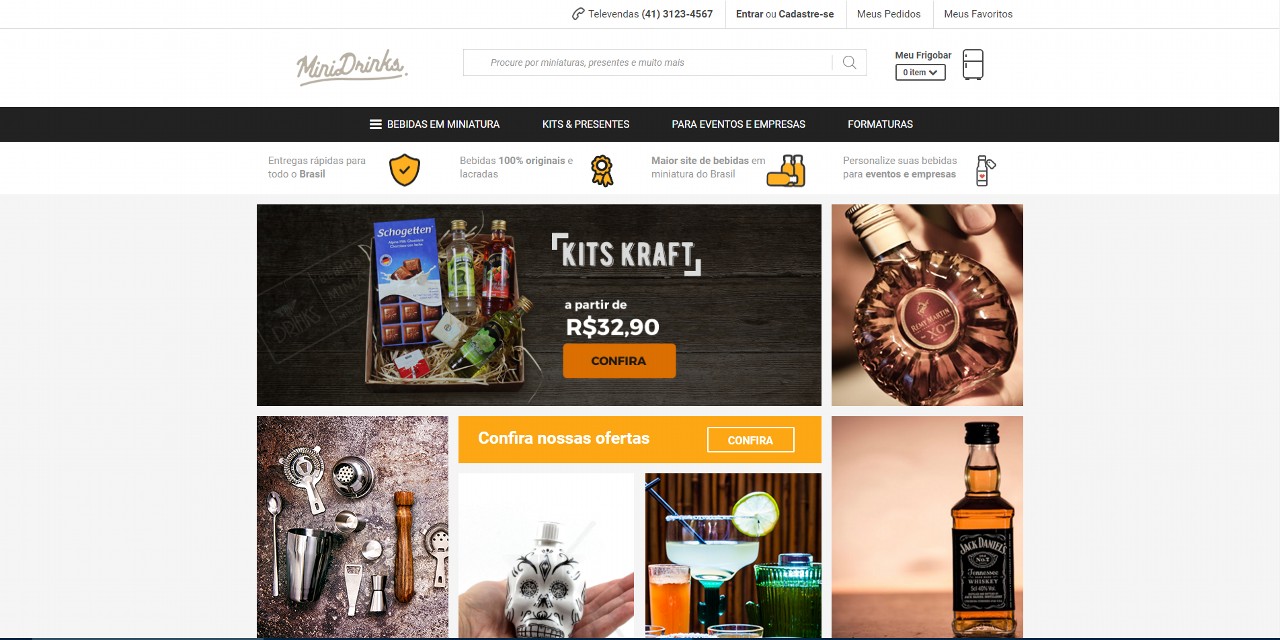 Televendas (41) 3123-4567
Entrar ou Cadastre-se
Meus Pedidos
Meus Favoritos
MiniDrinks.
Procure por miniaturas, presentes e muito mais
Meu Frigobar
0 item
BEBIDAS EM MINIATURA
KITS & PRESENTES
PARA EVENTOS E EMPRESAS
FORMATURAS
Entregas rápidas para
todo o Brasil
Bebidas 100% originais e
lacradas
Maior site de bebidas em
miniatura do Brasil
Personalize suas bebidas
para eventos e empresas
Schogetten
KITS KRAFT
a partir de
R$32,90
CONFIRA
RÉMY MARTIN
XO
Confira nossas ofertas
CONFIRA
JACK DANIEL'S
Tennessee
WHISKEY